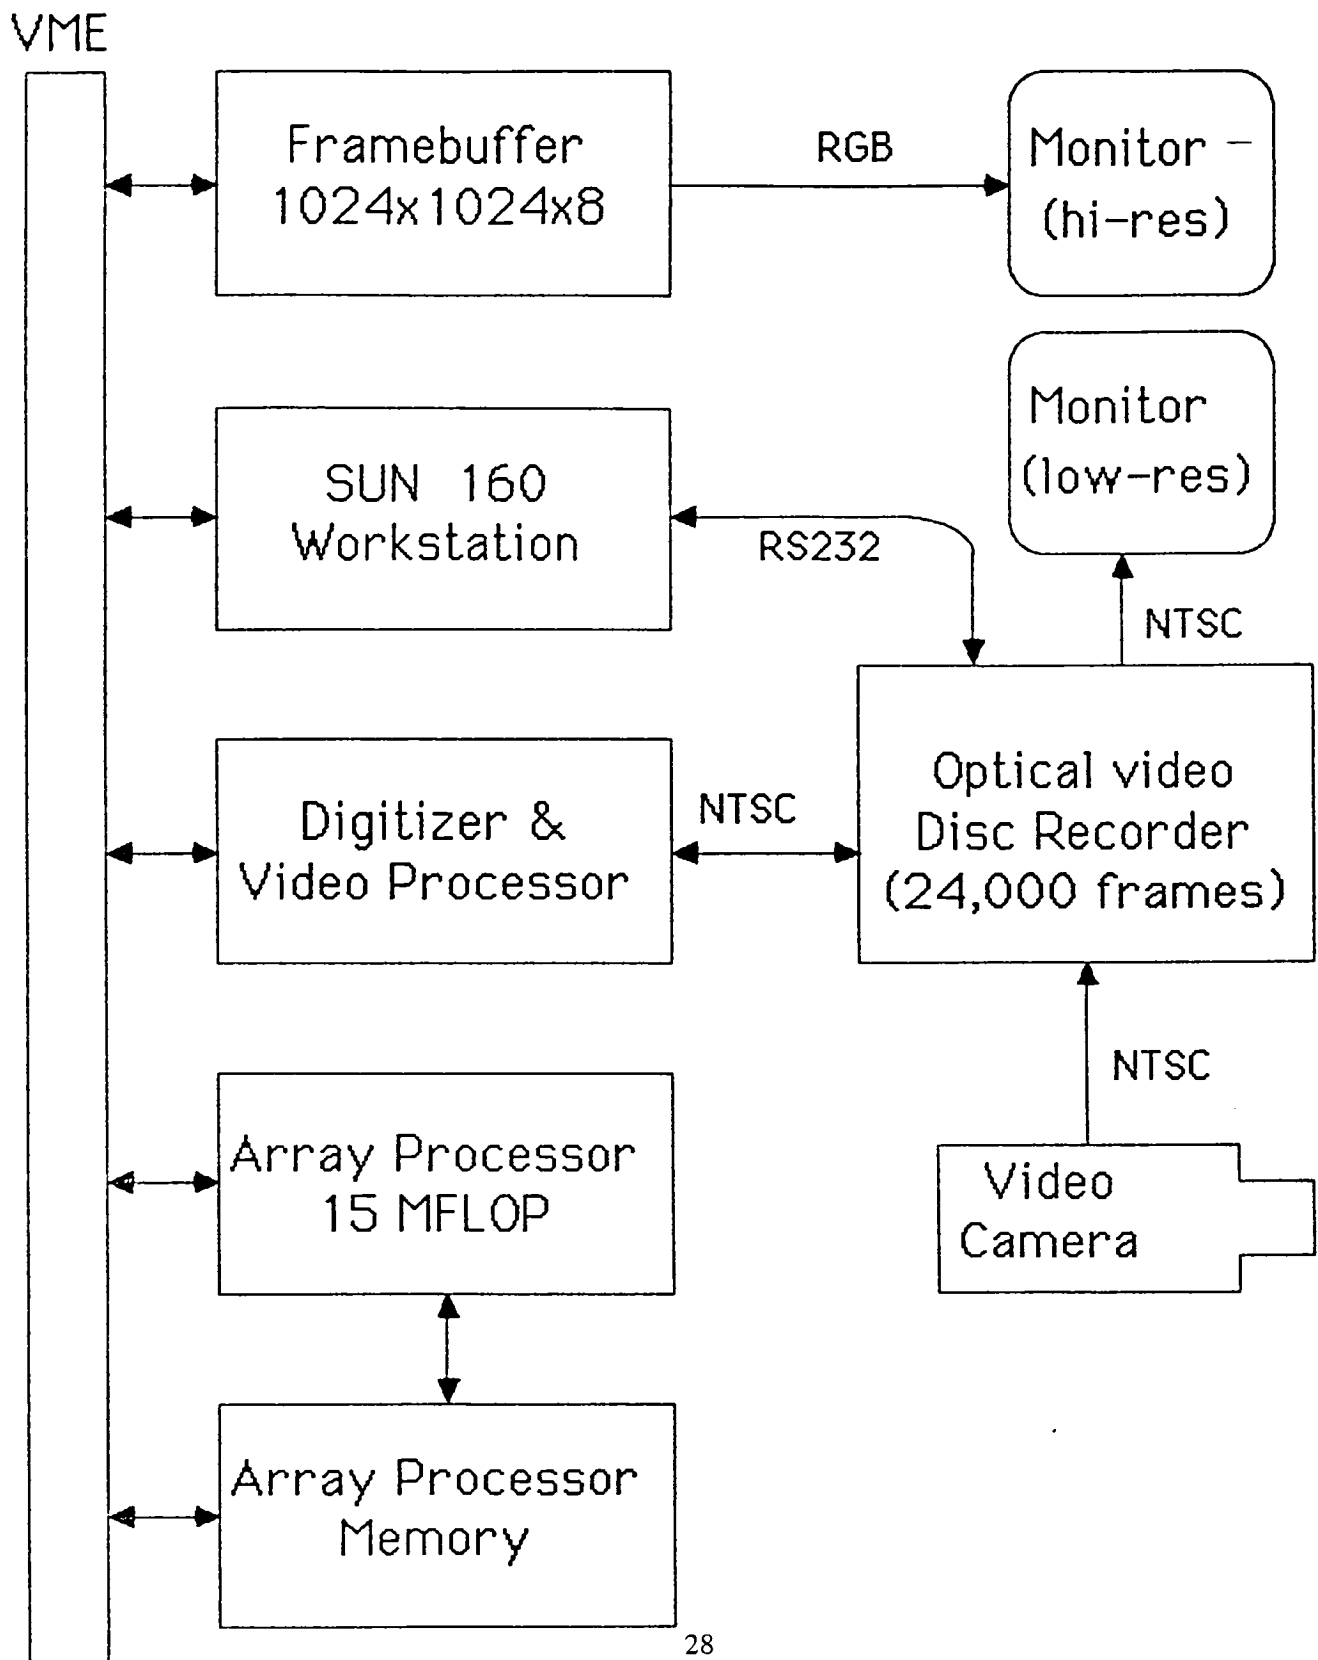 VME
Framebuffer
1024x1024x8
RGB
Monitor -
(hi-res)
Monitor
(low-res)
SUN 160
Workstation
RS232
NTSC
Digitizer &
Video Processor
NTSC
Optical video
Disc Recorder
(24,000 frames)
NTSC
Array Processor
15 MFLOP
Video
Camera
Array Processor
Memory
28